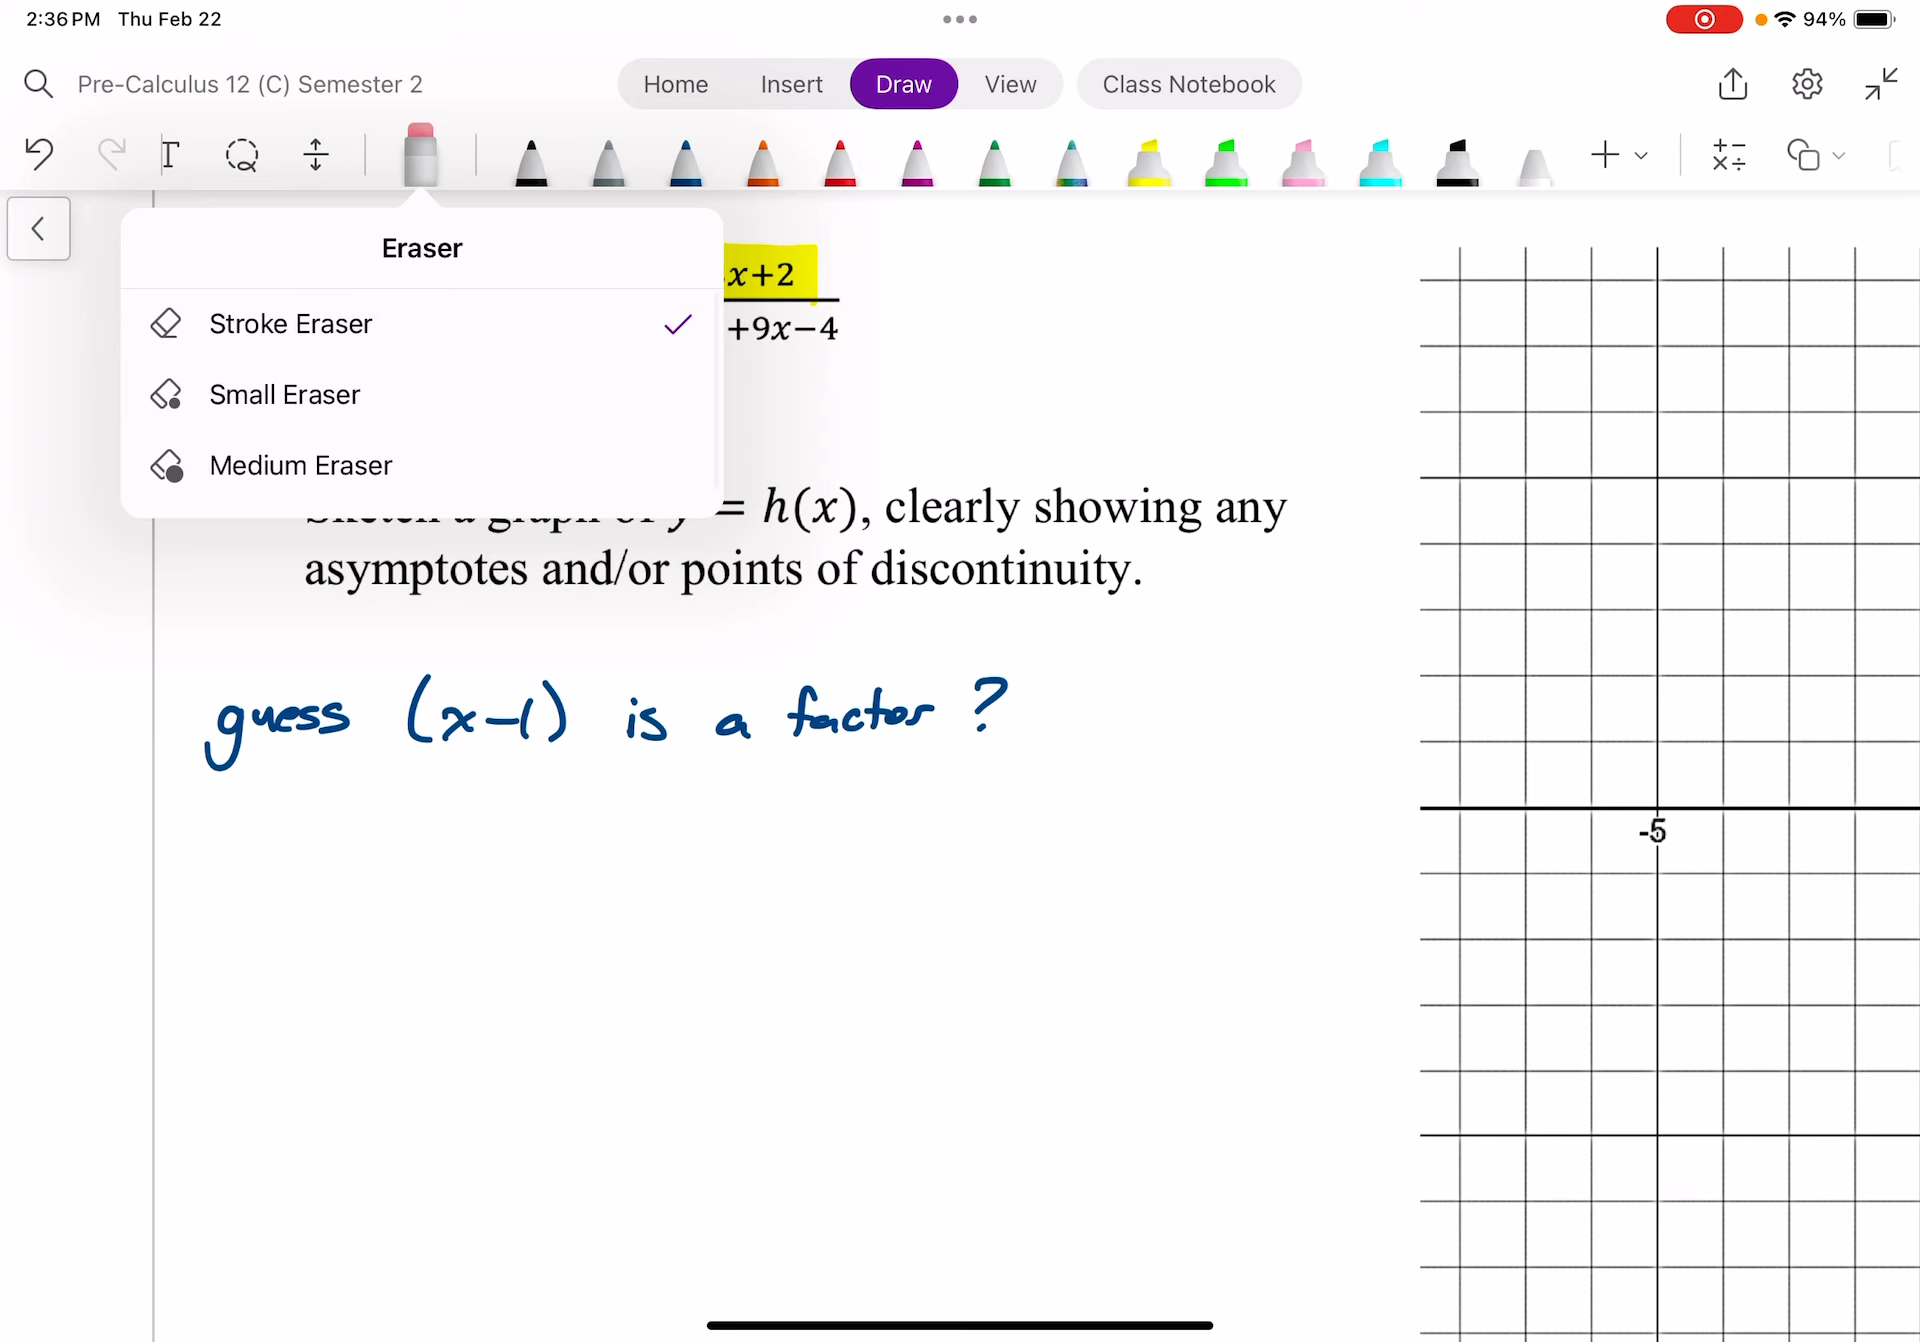 2:36 PM Thu Feb 22
94%
Pre-Calculus 12 (C) Semester 2
Home Insert Draw View Class Notebook
Eraser
Stroke Eraser
Small Eraser
Medium Eraser
x+2
+9x−4
= h(x), clearly showing any
asymptotes and/or points of discontinuity.
guess (x-1) is a factor ?
-5